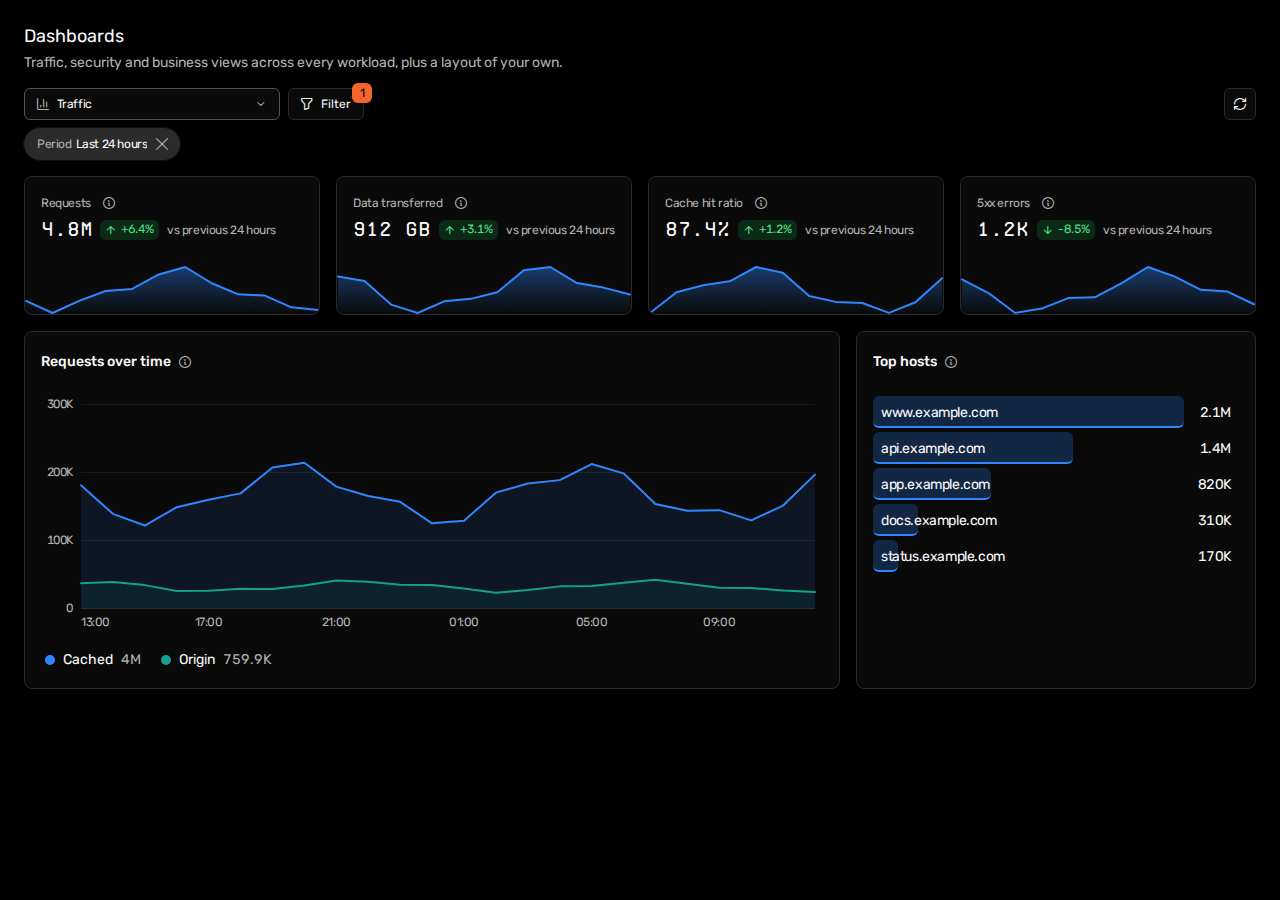 Dashboards
Traffic, security and business views across every workload, plus a layout of your own.
Traffic
Filter
1
Period Last 24 hours
Requests
4.8M +6.4% vs previous 24 hours
Data transferred
912 GB +3.1% vs previous 24 hours
Cache hit ratio
87.4% +1.2% vs previous 24 hours
5xx errors
1.2K -8.5% vs previous 24 hours
Requests over time
300K
200K
100K
0
13:00 17:00 21:00 01:00 05:00 09:00
Cached 4M Origin 759.9K
Top hosts
www.example.com 2.1M
api.example.com 1.4M
app.example.com 820K
docs.example.com 310K
status.example.com 170K